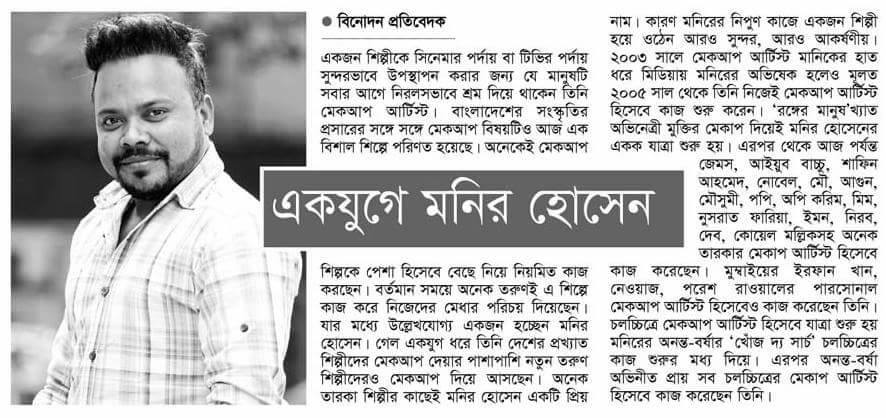 ● বিনোদন প্রতিবেদক
একজন শিল্পীকে সিনেমার পর্দায় বা টিভির পর্দায়
সুন্দরভাবে উপস্থাপন করার জন্য যে মানুষটি
সবার আগে নিরলসভাবে শ্রম দিয়ে থাকেন তিনি
মেকআপ আর্টিস্ট। বাংলাদেশের সংস্কৃতির
প্রসারের সঙ্গে সঙ্গে মেকআপ বিষয়টিও আজ এক
বিশাল শিল্পে পরিণত হয়েছে। অনেকেই মেকআপ
একযুগে মনির হোসেন
শিল্পকে পেশা হিসেবে বেছে নিয়ে নিয়মিত কাজ
করছেন। বর্তমান সময়ে অনেক তরুণই এ শিল্পে
কাজ করে নিজেদের মেধার পরিচয় দিয়েছেন।
যার মধ্যে উল্লেখযোগ্য একজন হচ্ছেন মনির
হোসেন। গেল একযুগ ধরে তিনি দেশের প্রখ্যাত
শিল্পীদের মেকআপ দেয়ার পাশাপাশি নতুন তরুণ
শিল্পীদেরও মেকআপ দিয়ে আসছেন। অনেক
তারকা শিল্পীর কাছেই মনির হোসেন একটি প্রিয়
নাম। কারণ মনিরের নিপুণ কাজে একজন শিল্পী
হয়ে ওঠেন আরও সুন্দর, আরও আকর্ষণীয়।
২০০৩ সালে মেকআপ আর্টিস্ট মানিকের হাত
ধরে মিডিয়ায় মনিরের অভিষেক হলেও মূলত
২০০৫ সাল থেকে তিনি নিজেই মেকআপ আর্টিস্ট
হিসেবে কাজ শুরু করেন। ‘রঙ্গের মানুষ’খ্যাত
অভিনেত্রী মুক্তির মেকাপ দিয়েই মনির হোসেনের
একক যাত্রা শুরু হয়। এরপর থেকে আজ পর্যন্ত
জেমস, আইয়ুব বাচ্চু, শাফিন
আহমেদ, নোবেল, মৌ, আগুন,
মৌসুমী, পপি, অপি করিম, মিম,
নুসরাত ফারিয়া, ইমন, নিরব,
দেব, কোয়েল মল্লিকসহ অনেক
তারকার মেকাপ আর্টিস্ট হিসেবে
কাজ করেছেন। মুম্বাইয়ের ইরফান খান,
নেওয়াজ, পরেশ রাওয়ালের পারসোনাল
মেকআপ আর্টিস্ট হিসেবেও কাজ করেছেন তিনি।
চলচ্চিত্রে মেকআপ আর্টিস্ট হিসেবে যাত্রা শুরু হয়
মনিরের অনন্ত-বর্ষার ‘খোঁজ দ্য সার্চ’ চলচ্চিত্রের
কাজ শুরুর মধ্য দিয়ে। এরপর অনন্ত-বর্ষা
অভিনীত প্রায় সব চলচ্চিত্রের মেকাপ আর্টিস্ট
হিসেবে কাজ করেছেন তিনি।